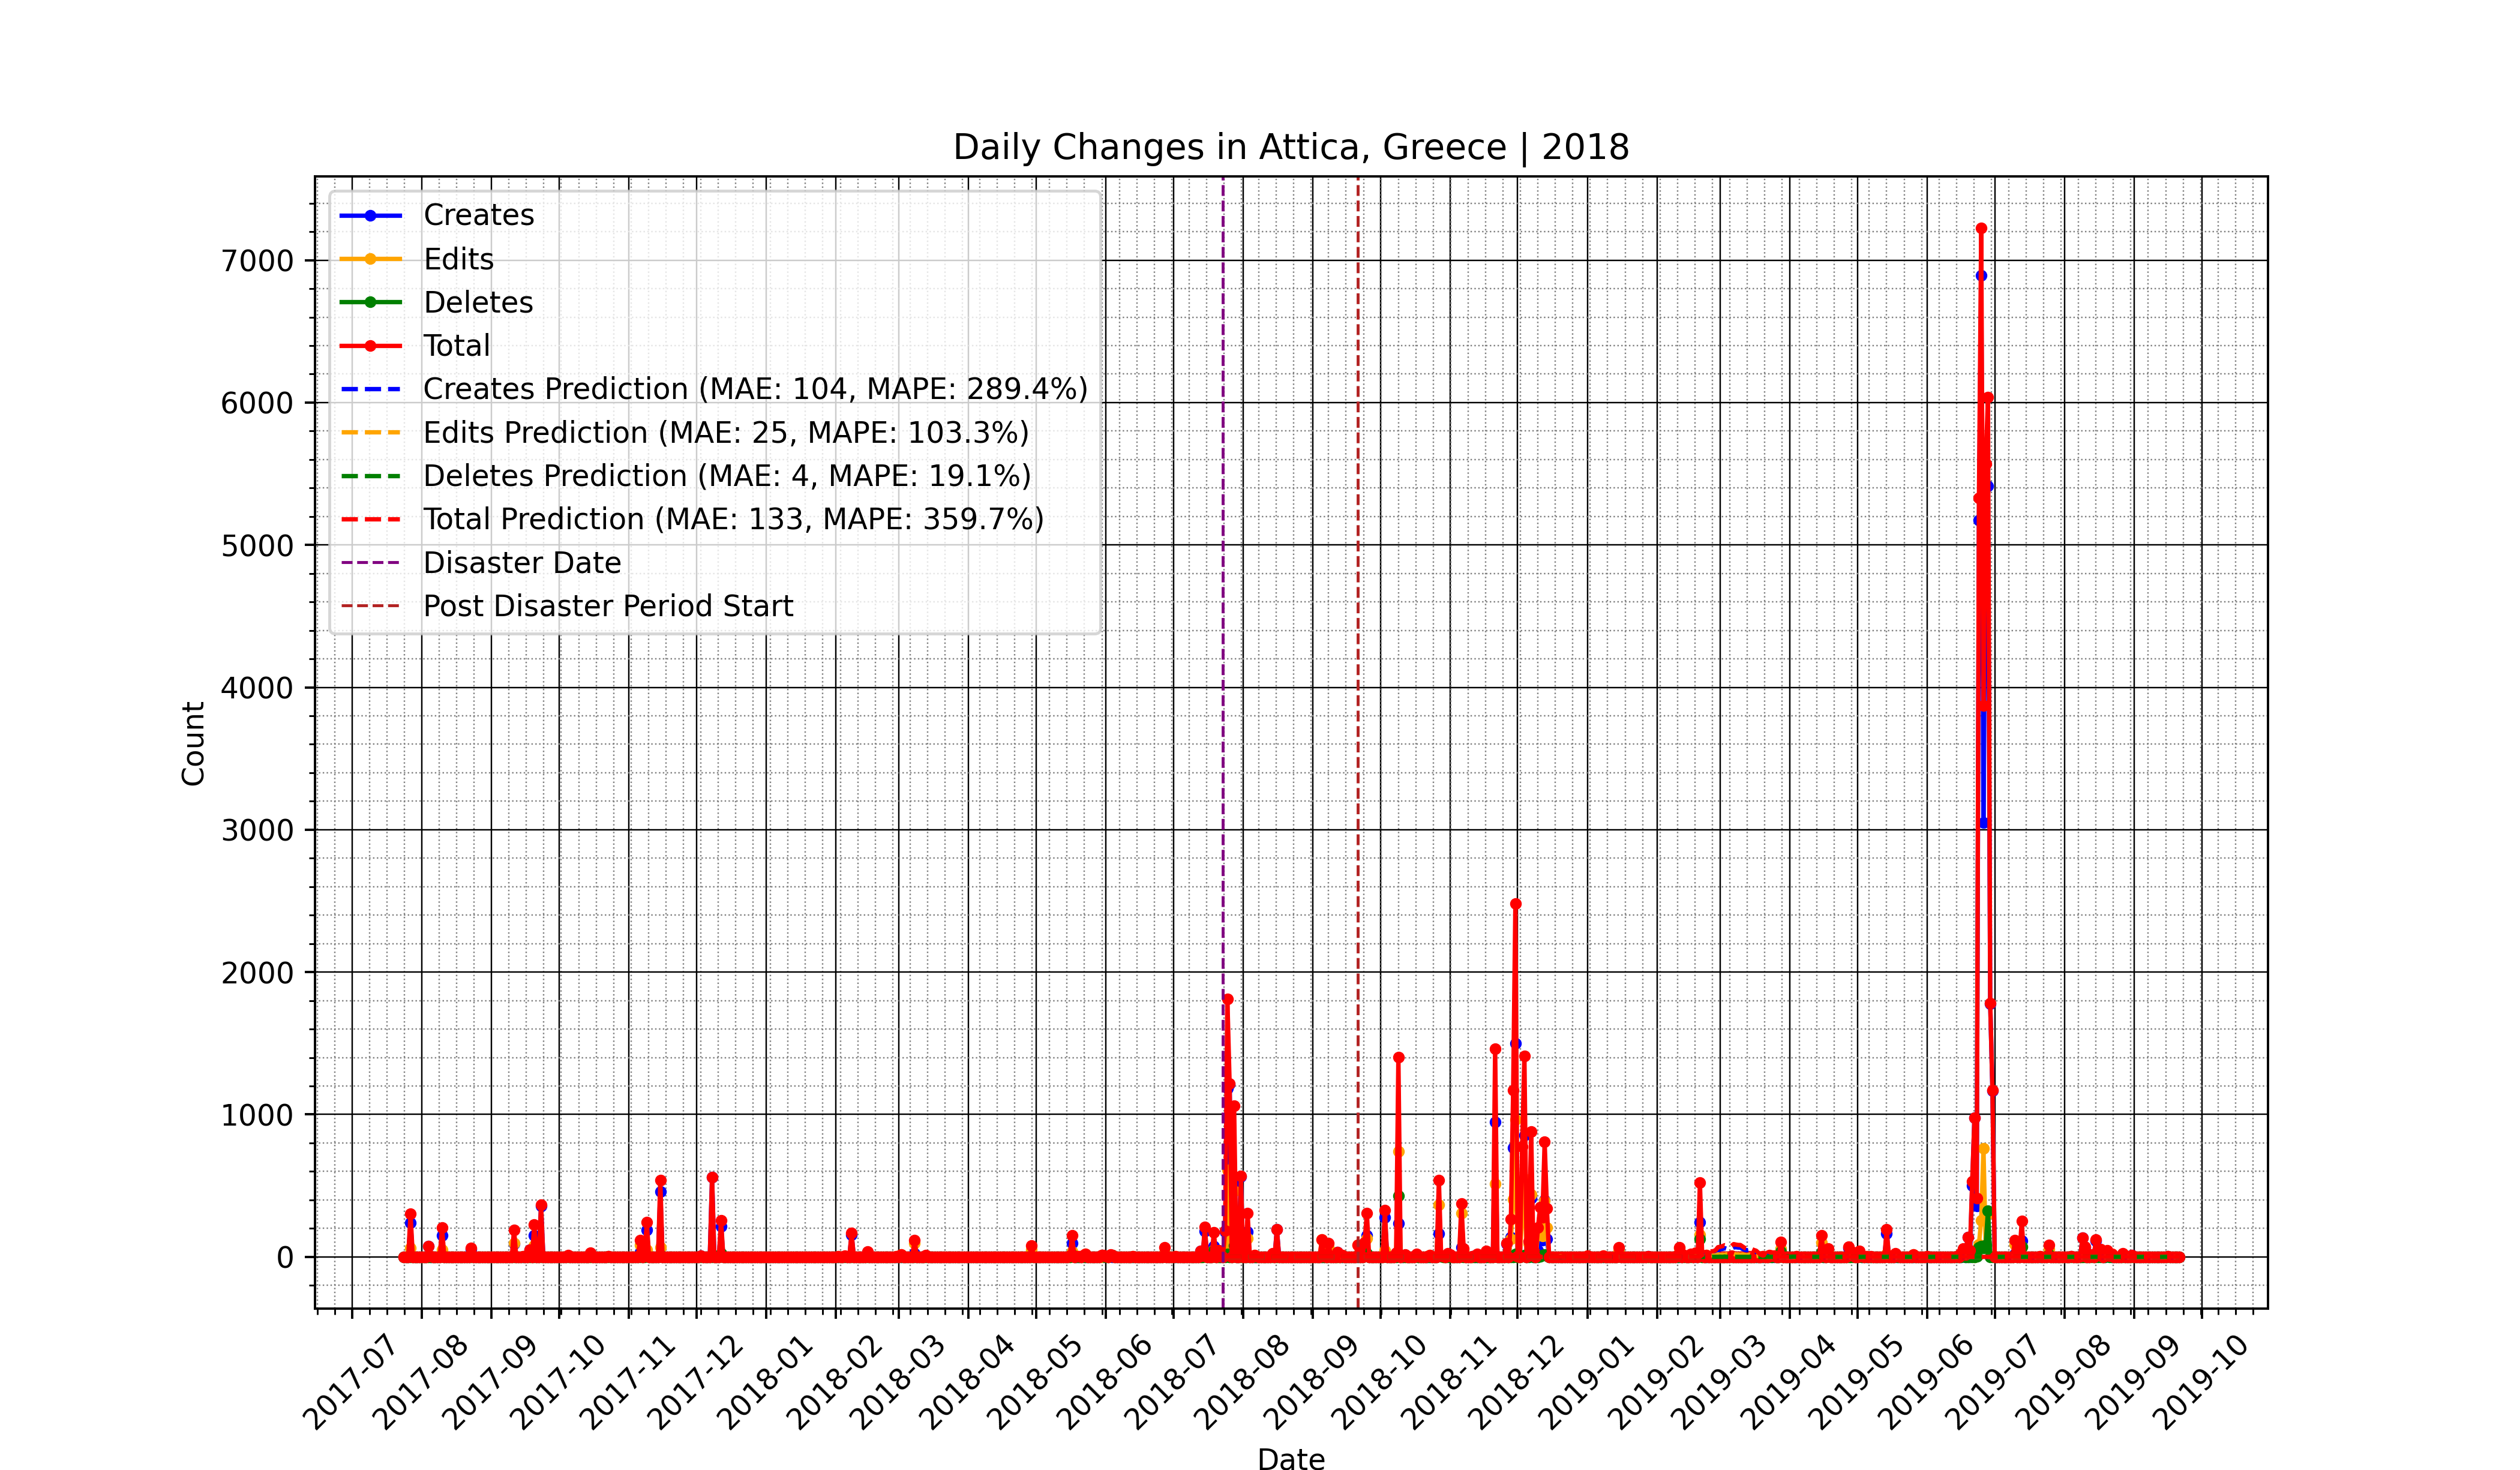 Daily Changes in Attica, Greece | 2018
Creates
Edits
Deletes
Total
Creates Prediction (MAE: 104, MAPE: 289.4%)
Edits Prediction (MAE: 25, MAPE: 103.3%)
Deletes Prediction (MAE: 4, MAPE: 19.1%)
Total Prediction (MAE: 133, MAPE: 359.7%)
Disaster Date
Post Disaster Period Start
Count
7000
6000
5000
4000
3000
2000
1000
0
2017-07
2017-08
2017-09
2017-10
2017-11
2017-12
2018-01
2018-02
2018-03
2018-04
2018-05
2018-06
2018-07
2018-08
2018-09
2018-10
2018-11
2018-12
2019-01
2019-02
2019-03
2019-04
2019-05
2019-06
2019-07
2019-08
2019-09
2019-10
Date